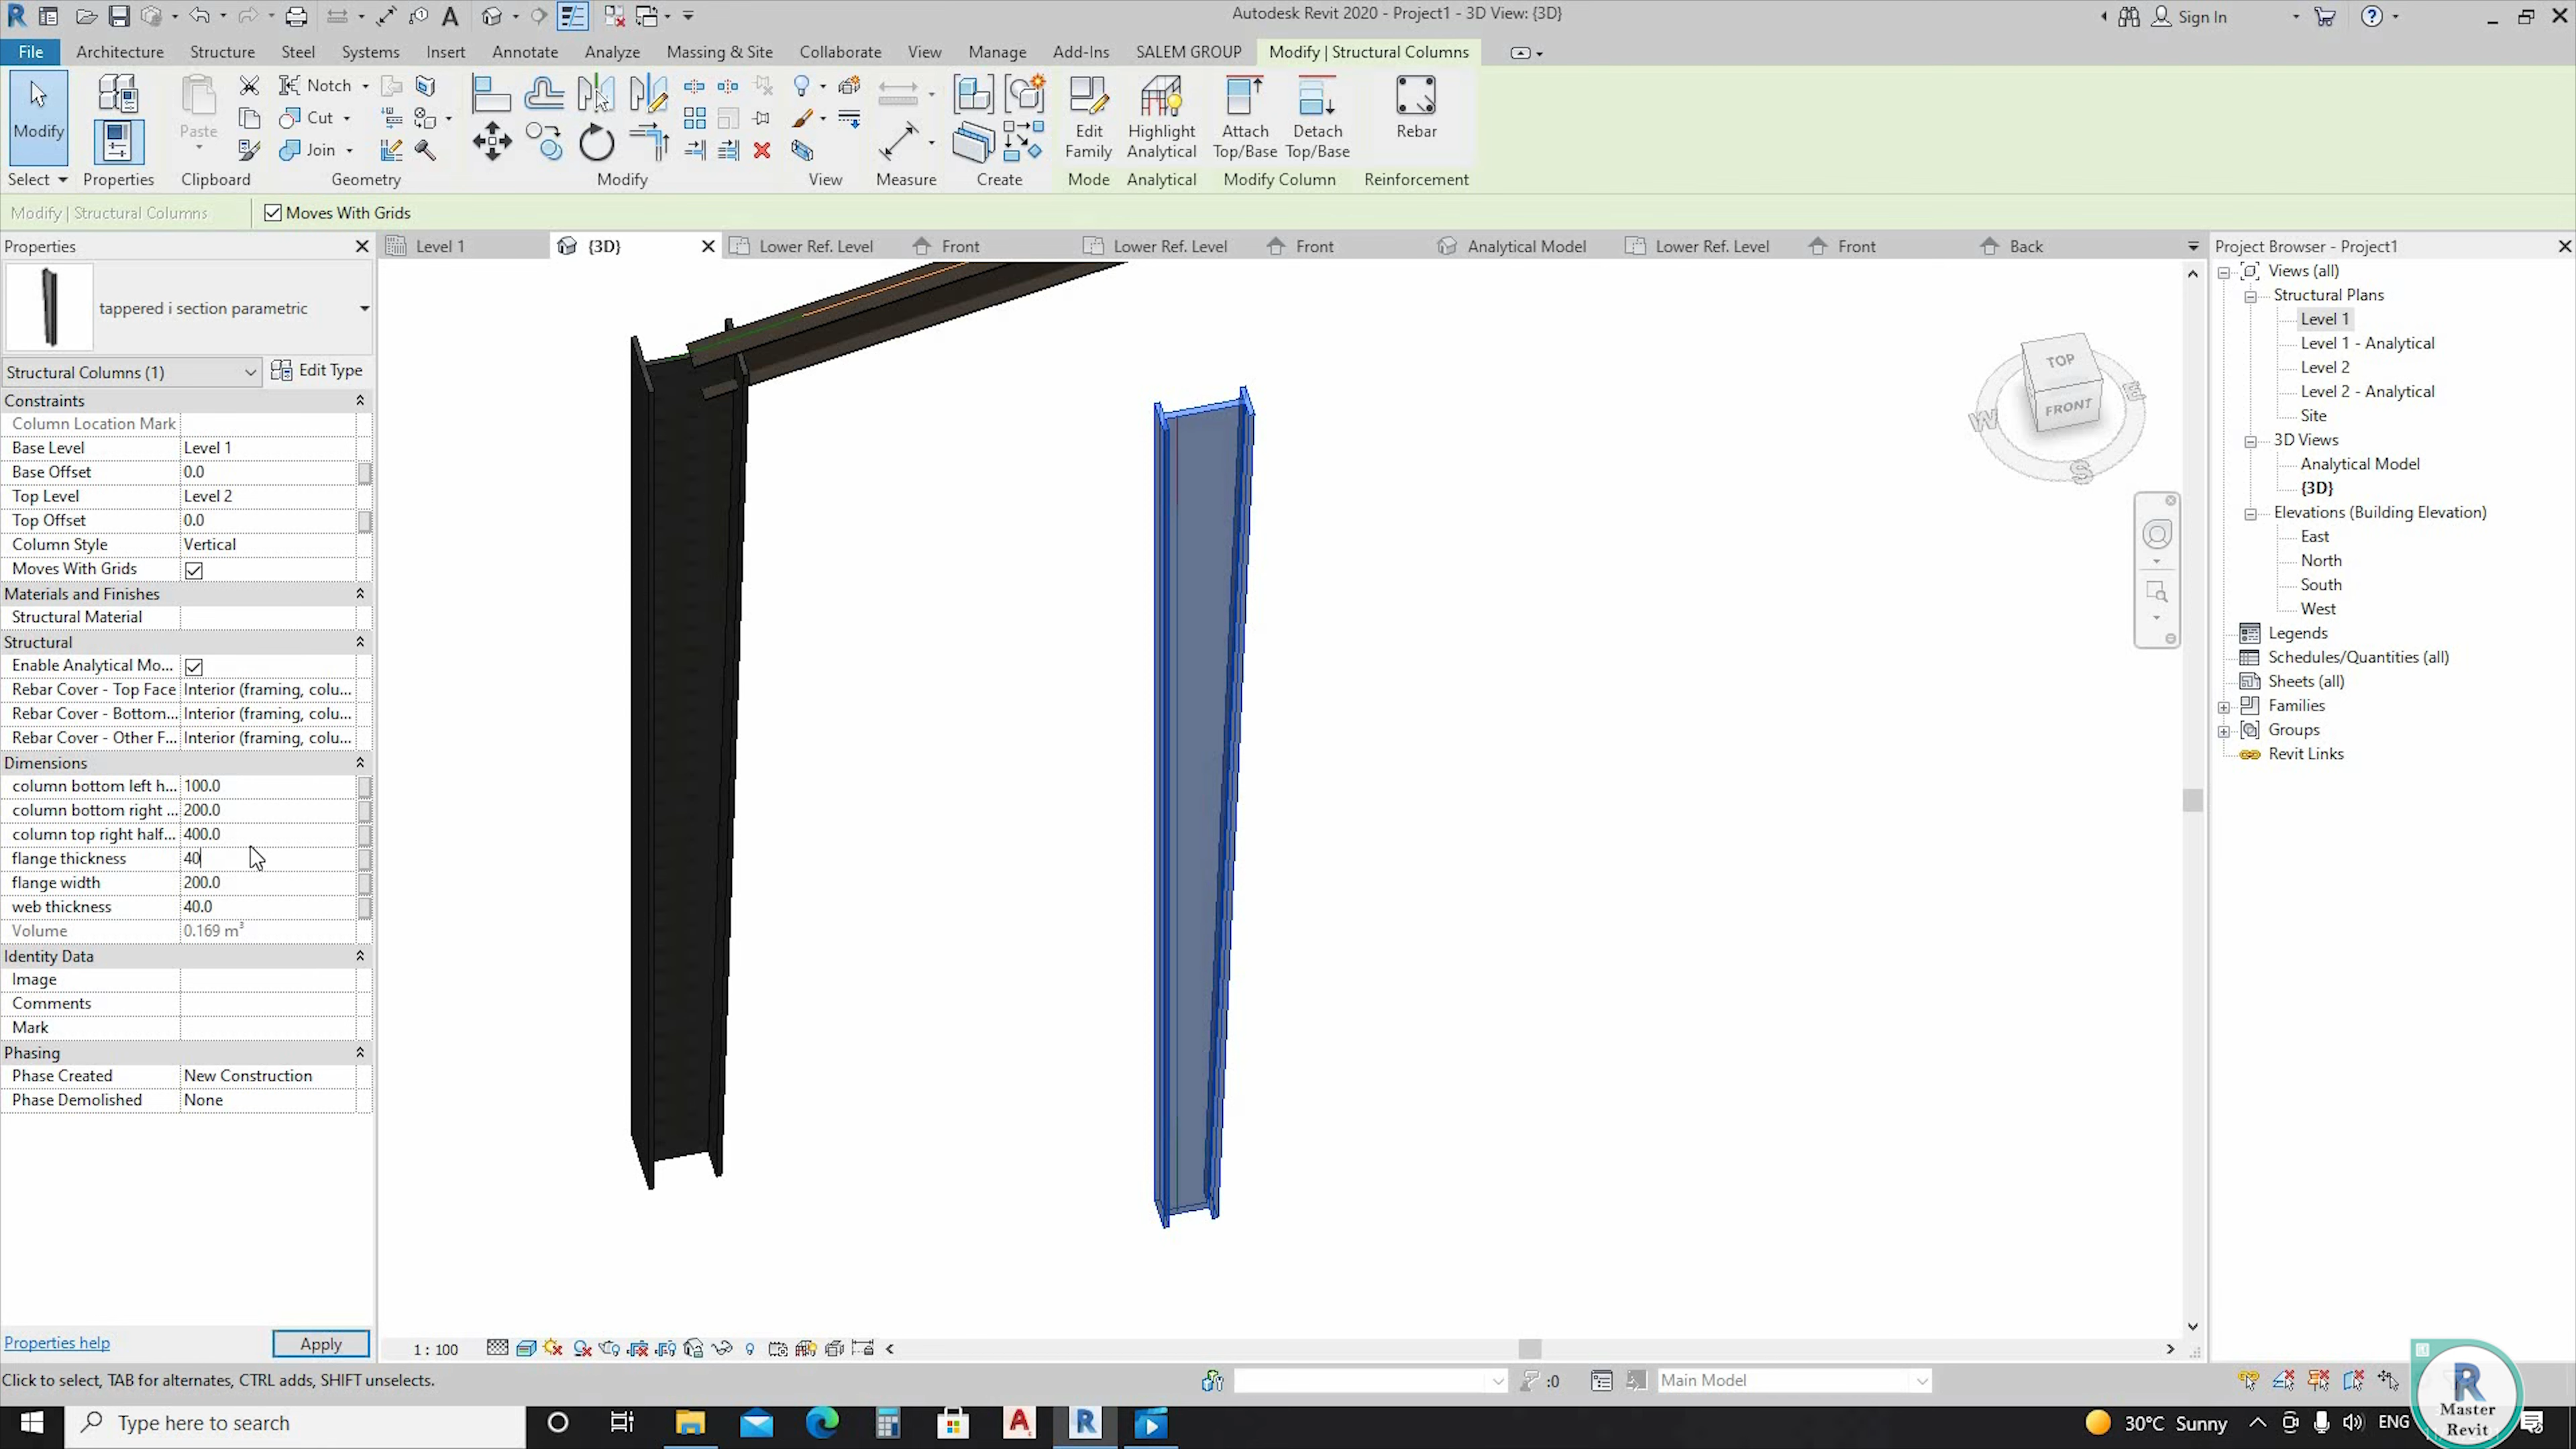 Autodesk Revit 2020 - Project1 - 3D View: {3D}
Sign In
File Architecture Structure Steel Systems Insert Annotate Analyze Massing & Site Collaborate View Manage Add-Ins SALEM GROUP Modify | Structural Columns
Modify
Paste
Notch
Cut
Join
Edit Family
Highlight Analytical
Attach Top/Base
Detach Top/Base
Rebar
Select Properties Clipboard Geometry Modify View Measure Create Mode Analytical Modify Column Reinforcement
Modify | Structural Columns
Moves With Grids
Properties
tappered i section parametric
Structural Columns (1)
Edit Type
Constraints
Column Location Mark
Base Level Level 1
Base Offset 0.0
Top Level Level 2
Top Offset 0.0
Column Style Vertical
Moves With Grids
Materials and Finishes
Structural Material
Structural
Enable Analytical Mo...
Rebar Cover - Top Face Interior (framing, colu...
Rebar Cover - Bottom... Interior (framing, colu...
Rebar Cover - Other F... Interior (framing, colu...
Dimensions
column bottom left h... 100.0
column bottom right ... 200.0
column top right half... 400.0
flange thickness 40
flange width 200.0
web thickness 40.0
Volume 0.169 m³
Identity Data
Image
Comments
Mark
Phasing
Phase Created New Construction
Phase Demolished None
Properties help
Apply
Level 1 {3D} Lower Ref. Level Front Lower Ref. Level Front Analytical Model Lower Ref. Level Front Back
TOP
FRONT
W
E
S
Project Browser - Project1
Views (all)
Structural Plans
Level 1
Level 1 - Analytical
Level 2
Level 2 - Analytical
Site
3D Views
Analytical Model
{3D}
Elevations (Building Elevation)
East
North
South
West
Legends
Schedules/Quantities (all)
Sheets (all)
Families
Groups
Revit Links
1 : 100
Click to select, TAB for alternates, CTRL adds, SHIFT unselects.
:0
Main Model
Type here to search
30°C Sunny
ENG
R
Master
Revit